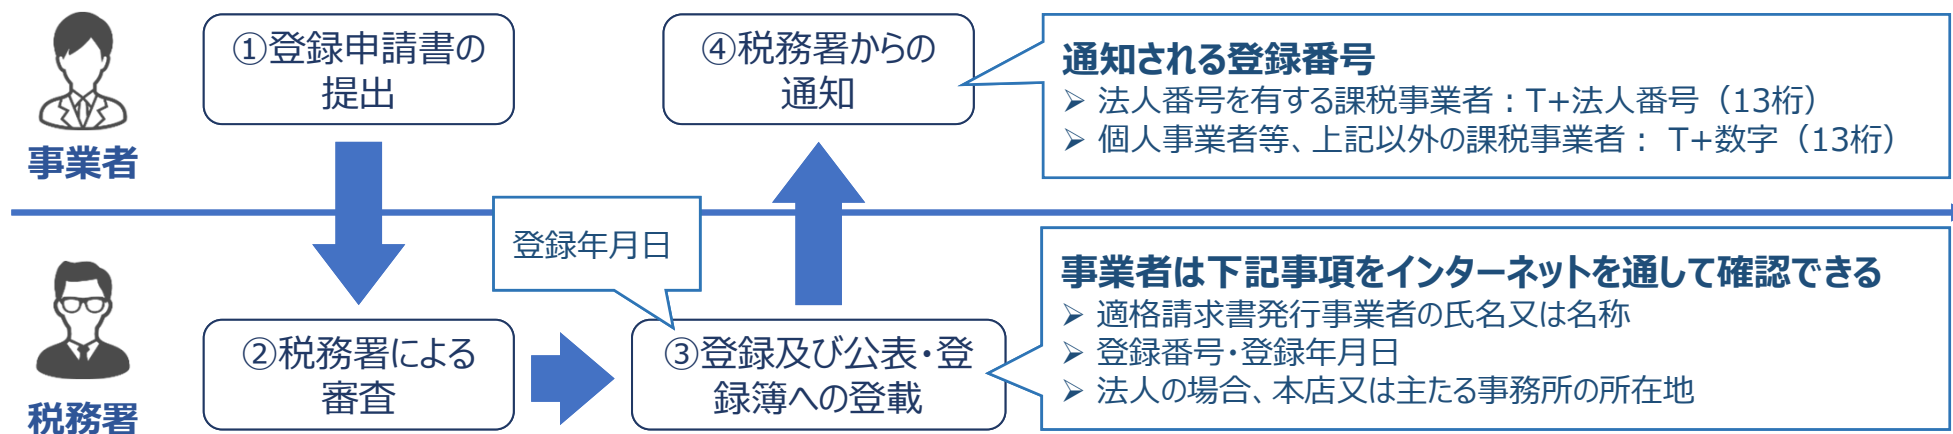 事業者
①登録申請書の
提出
④税務署からの
通知
通知される登録番号
➢ 法人番号を有する課税事業者：T+法人番号（13桁）
➢ 個人事業者等、上記以外の課税事業者： T+数字（13桁）
登録年月日
税務署
②税務署による
審査
③登録及び公表・登
録簿への登載
事業者は下記事項をインターネットを通して確認できる
➢ 適格請求書発行事業者の氏名又は名称
➢ 登録番号・登録年月日
➢ 法人の場合、本店又は主たる事務所の所在地